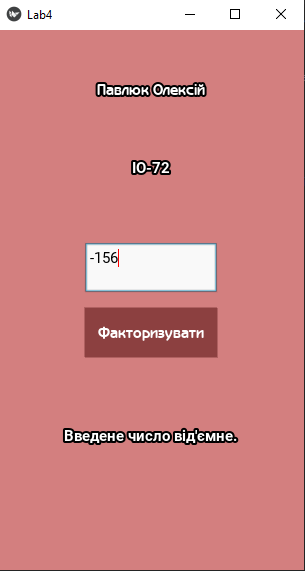 Lab4
Павлюк Олексій
ІО-72
-156
Факторизувати
Введене число від'ємне.